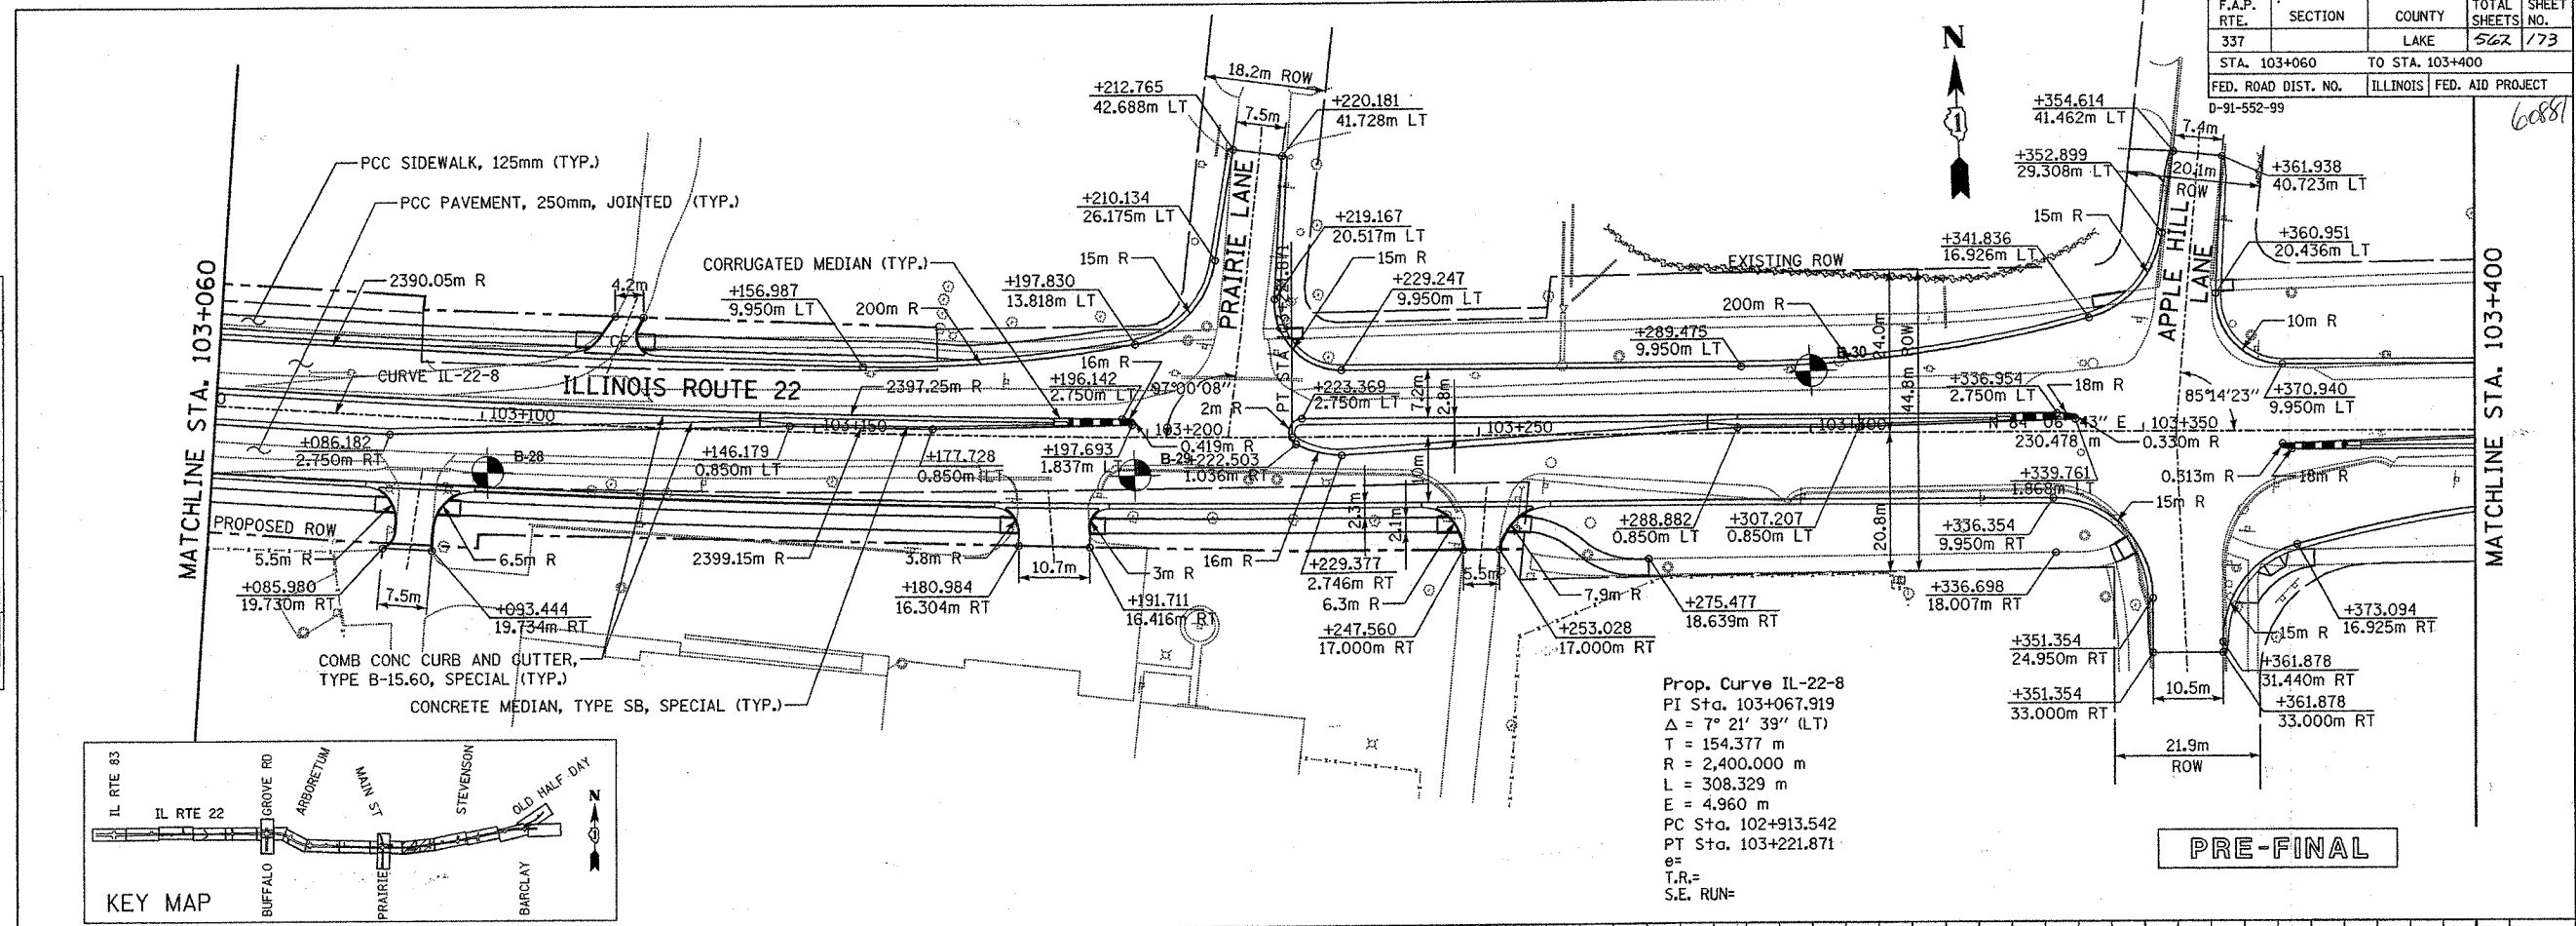 F.A.P. RTE. SECTION COUNTY TOTAL SHEETS SHEET NO.
337 LAKE 562 173
STA. 103+060 TO STA. 103+400
FED. ROAD DIST. NO. ILLINOIS FED. AID PROJECT
D-91-552-99
60881
N
18.2m ROW
7.5m
+212.765
42.688m LT
+220.181
41.728m LT
+354.614
41.462m LT
7.4m
+352.899
29.308m LT
20.1m ROW
+361.938
40.723m LT
PCC SIDEWALK, 125mm (TYP.)
PCC PAVEMENT, 250mm, JOINTED (TYP.)
+210.134
26.175m LT
PRAIRIE LANE
+219.167
20.517m LT
15m R
15m R
15m R
+341.836
16.926m LT
APPLE HILL LANE
+360.951
20.436m LT
MATCHLINE STA. 103+060
MATCHLINE STA. 103+400
2390.05m R
4.2m
CE
CORRUGATED MEDIAN (TYP.)
+156.987
9.950m LT
200m R
+197.830
13.818m LT
+229.247
9.950m LT
EXISTING ROW
200m R
+289.475
9.950m LT
24.0m
44.8m ROW
B-30
10m R
CURVE IL-22-8
ILLINOIS ROUTE 22
2397.25m R
16m R
+196.142
2.750m LT
97°00'08"
2m R
PT STA
+223.369
2.750m LT
7.2m
2.8m
+336.954
2.750m LT
18m R
85°14'23"
+370.940
9.950m LT
103+100
103+150
103+200
103+250
103+300
103+350
N 84° 06' 43" E
230.478 m
+086.182
2.750m RT
B-28
+146.179
0.850m LT
+177.728
0.850m LT
+197.693
1.837m LT
0.419m R
B-29
+222.503
1.036m RT
0.330m R
+339.761
1.868m LT
0.313m R
18m R
15m R
PROPOSED ROW
5.5m R
6.5m R
2399.15m R
3.8m R
3m R
16m R
2.3m
2.1m
+288.882
0.850m LT
+307.207
0.850m LT
20.8m
+336.354
9.950m RT
+085.980
19.730m RT
7.5m
+093.444
19.734m RT
+180.984
16.304m RT
10.7m
+191.711
16.416m RT
+229.377
2.746m RT
6.3m R
5.5m
7.9m R
+275.477
18.639m RT
+336.698
18.007m RT
+373.094
16.925m RT
+247.560
17.000m RT
+253.028
17.000m RT
+351.354
24.950m RT
15m R
+361.878
31.440m RT
+351.354
33.000m RT
10.5m
+361.878
33.000m RT
21.9m
ROW
COMB CONC CURB AND GUTTER,
TYPE B-15.60, SPECIAL (TYP.)
CONCRETE MEDIAN, TYPE SB, SPECIAL (TYP.)
Prop. Curve IL-22-8
PI Sta. 103+067.919
Δ = 7° 21' 39" (LT)
T = 154.377 m
R = 2,400.000 m
L = 308.329 m
E = 4.960 m
PC Sta. 102+913.542
PT Sta. 103+221.871
e=
T.R.=
S.E. RUN=
IL RTE 83
IL RTE 22
BUFFALO GROVE RD
ARBORETUM
MAIN ST
PRAIRIE
STEVENSON
OLD HALF-DAY
BARCLAY
N
KEY MAP
PRE-FINAL